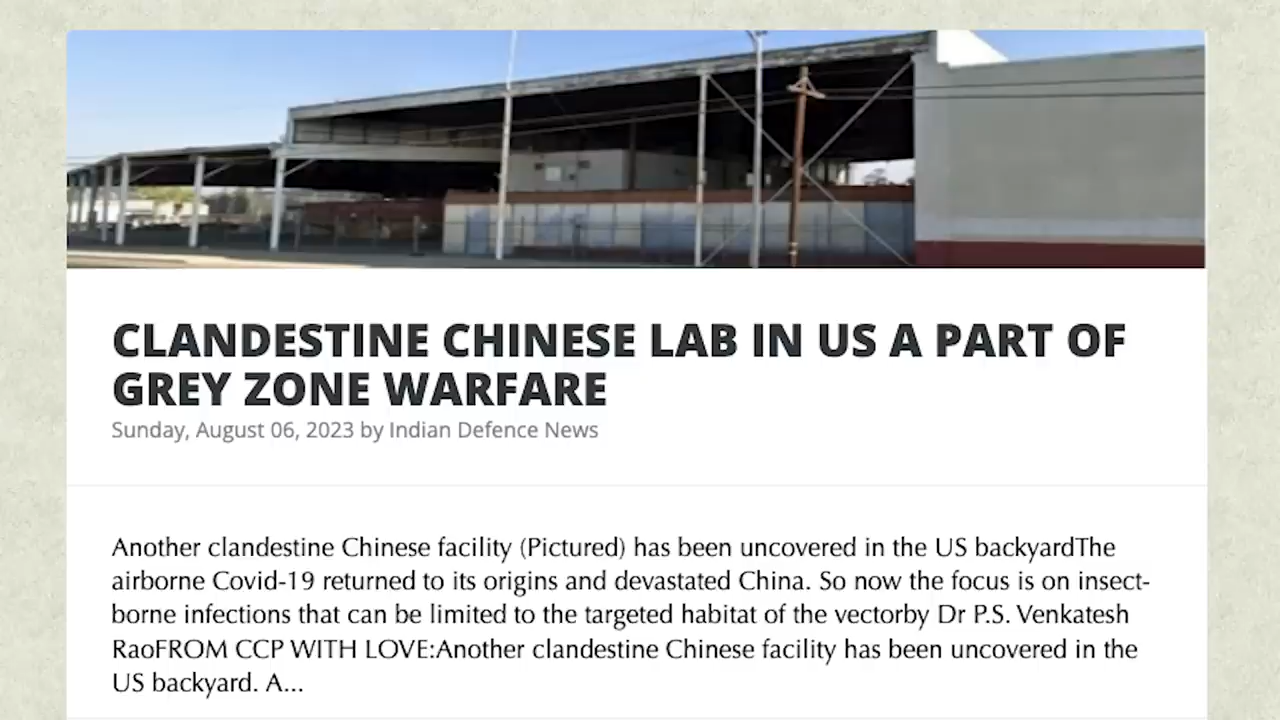 CLANDESTINE CHINESE LAB IN US A PART OF
GREY ZONE WARFARE
Sunday, August 06, 2023 by Indian Defence News
Another clandestine Chinese facility (Pictured) has been uncovered in the US backyardThe
airborne Covid-19 returned to its origins and devastated China. So now the focus is on insect-
borne infections that can be limited to the targeted habitat of the vectorby Dr P.S. Venkatesh
RaoFROM CCP WITH LOVE:Another clandestine Chinese facility has been uncovered in the
US backyard. A...